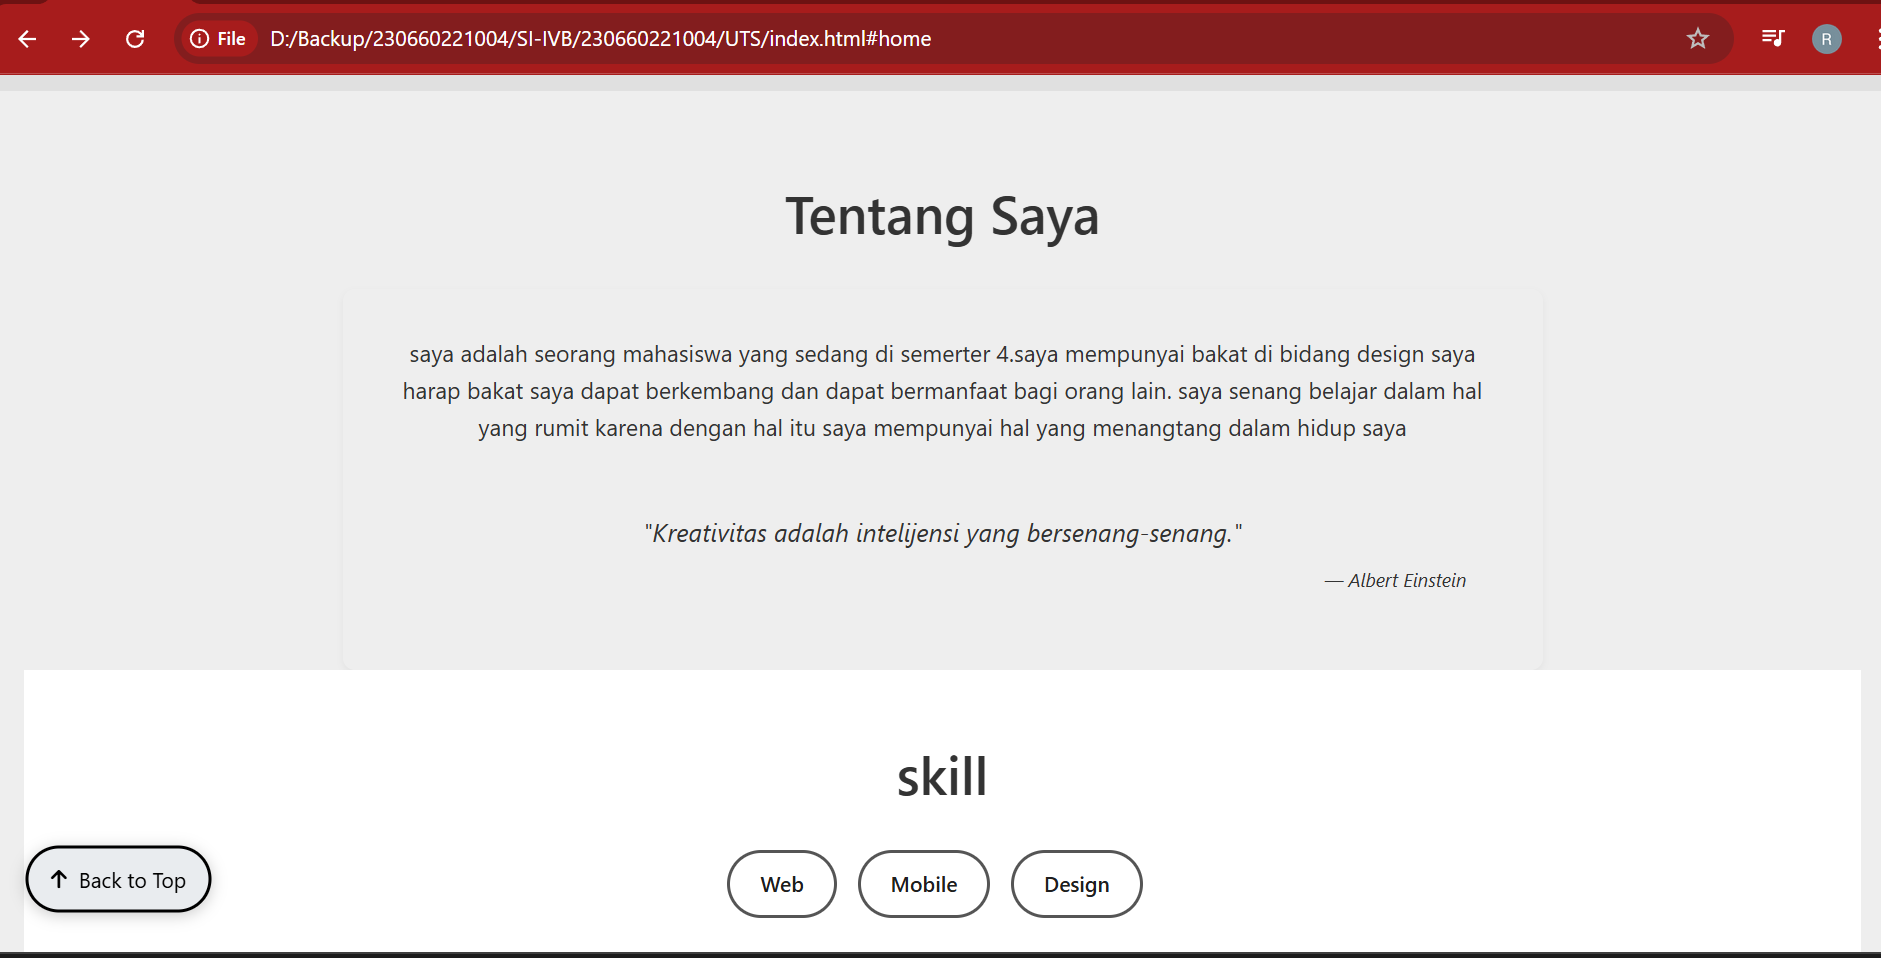 File
D:/Backup/230660221004/SI-IVB/230660221004/UTS/index.html#home
R
Tentang Saya
saya adalah seorang mahasiswa yang sedang di semerter 4.saya mempunyai bakat di bidang design saya
harap bakat saya dapat berkembang dan dapat bermanfaat bagi orang lain. saya senang belajar dalam hal
yang rumit karena dengan hal itu saya mempunyai hal yang menangtang dalam hidup saya
"Kreativitas adalah intelijensi yang bersenang-senang."
— Albert Einstein
skill
Web Mobile Design
Back to Top